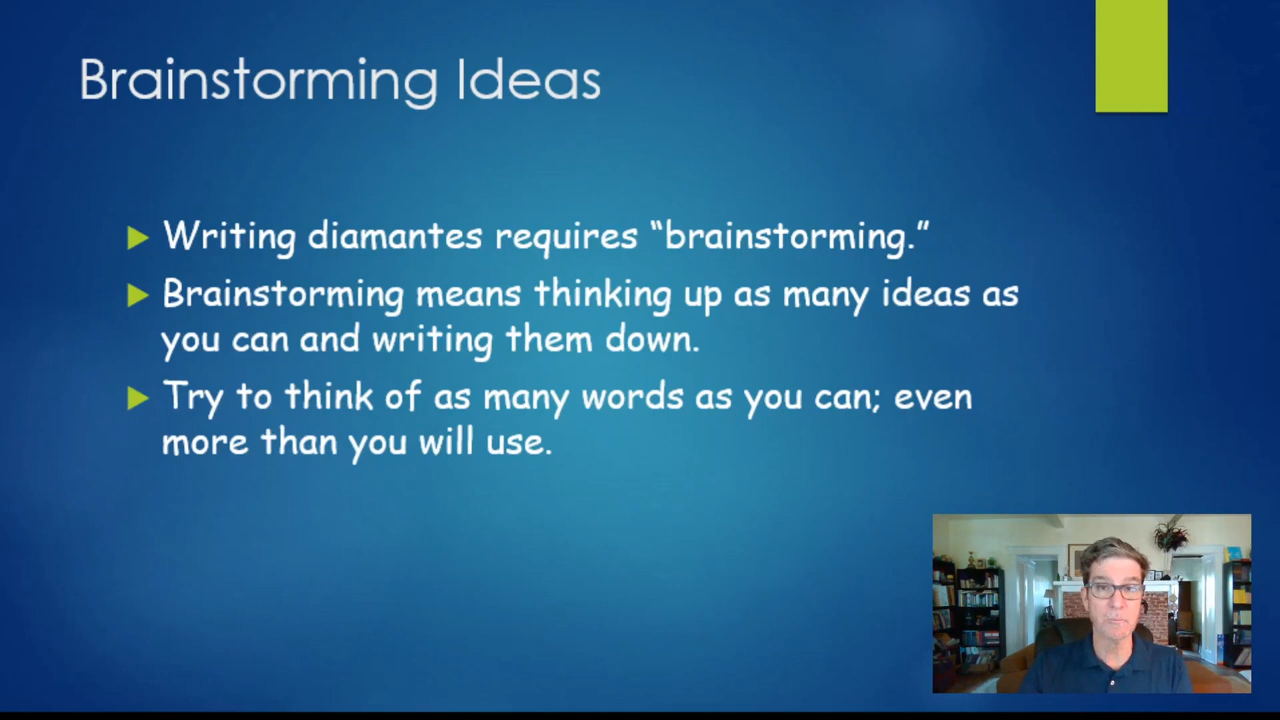 Brainstorming Ideas
Writing diamantes requires “brainstorming.”
Brainstorming means thinking up as many ideas as
you can and writing them down.
Try to think of as many words as you can; even
more than you will use.